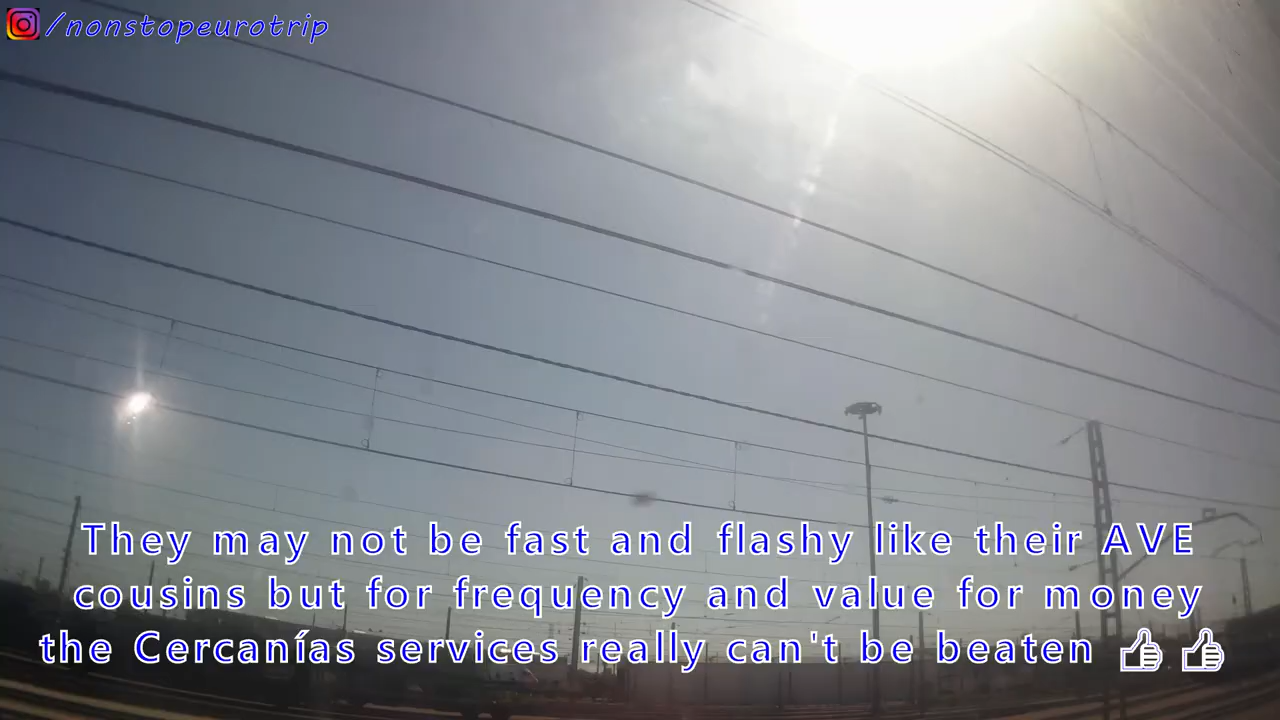 /nonstopeurotrip
They may not be fast and flashy like their AVE
cousins but for frequency and value for money
the Cercanías services really can't be beaten 👍 👍